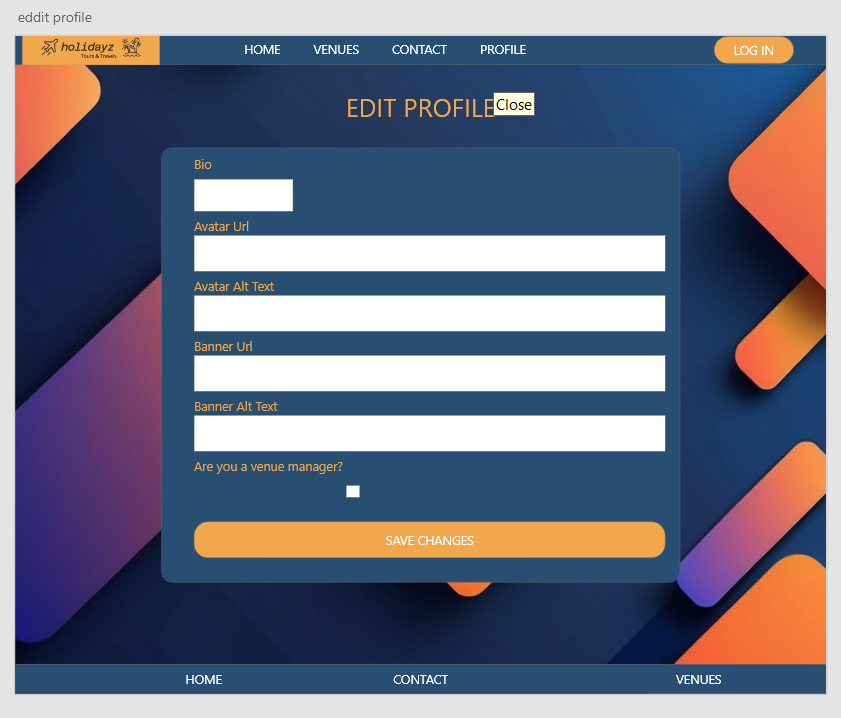 eddit profile
holidayz
Tours & Travels
HOME VENUES CONTACT PROFILE LOG IN
EDIT PROFILE Close
Bio
Avatar Url
Avatar Alt Text
Banner Url
Banner Alt Text
Are you a venue manager?
SAVE CHANGES
HOME CONTACT VENUES